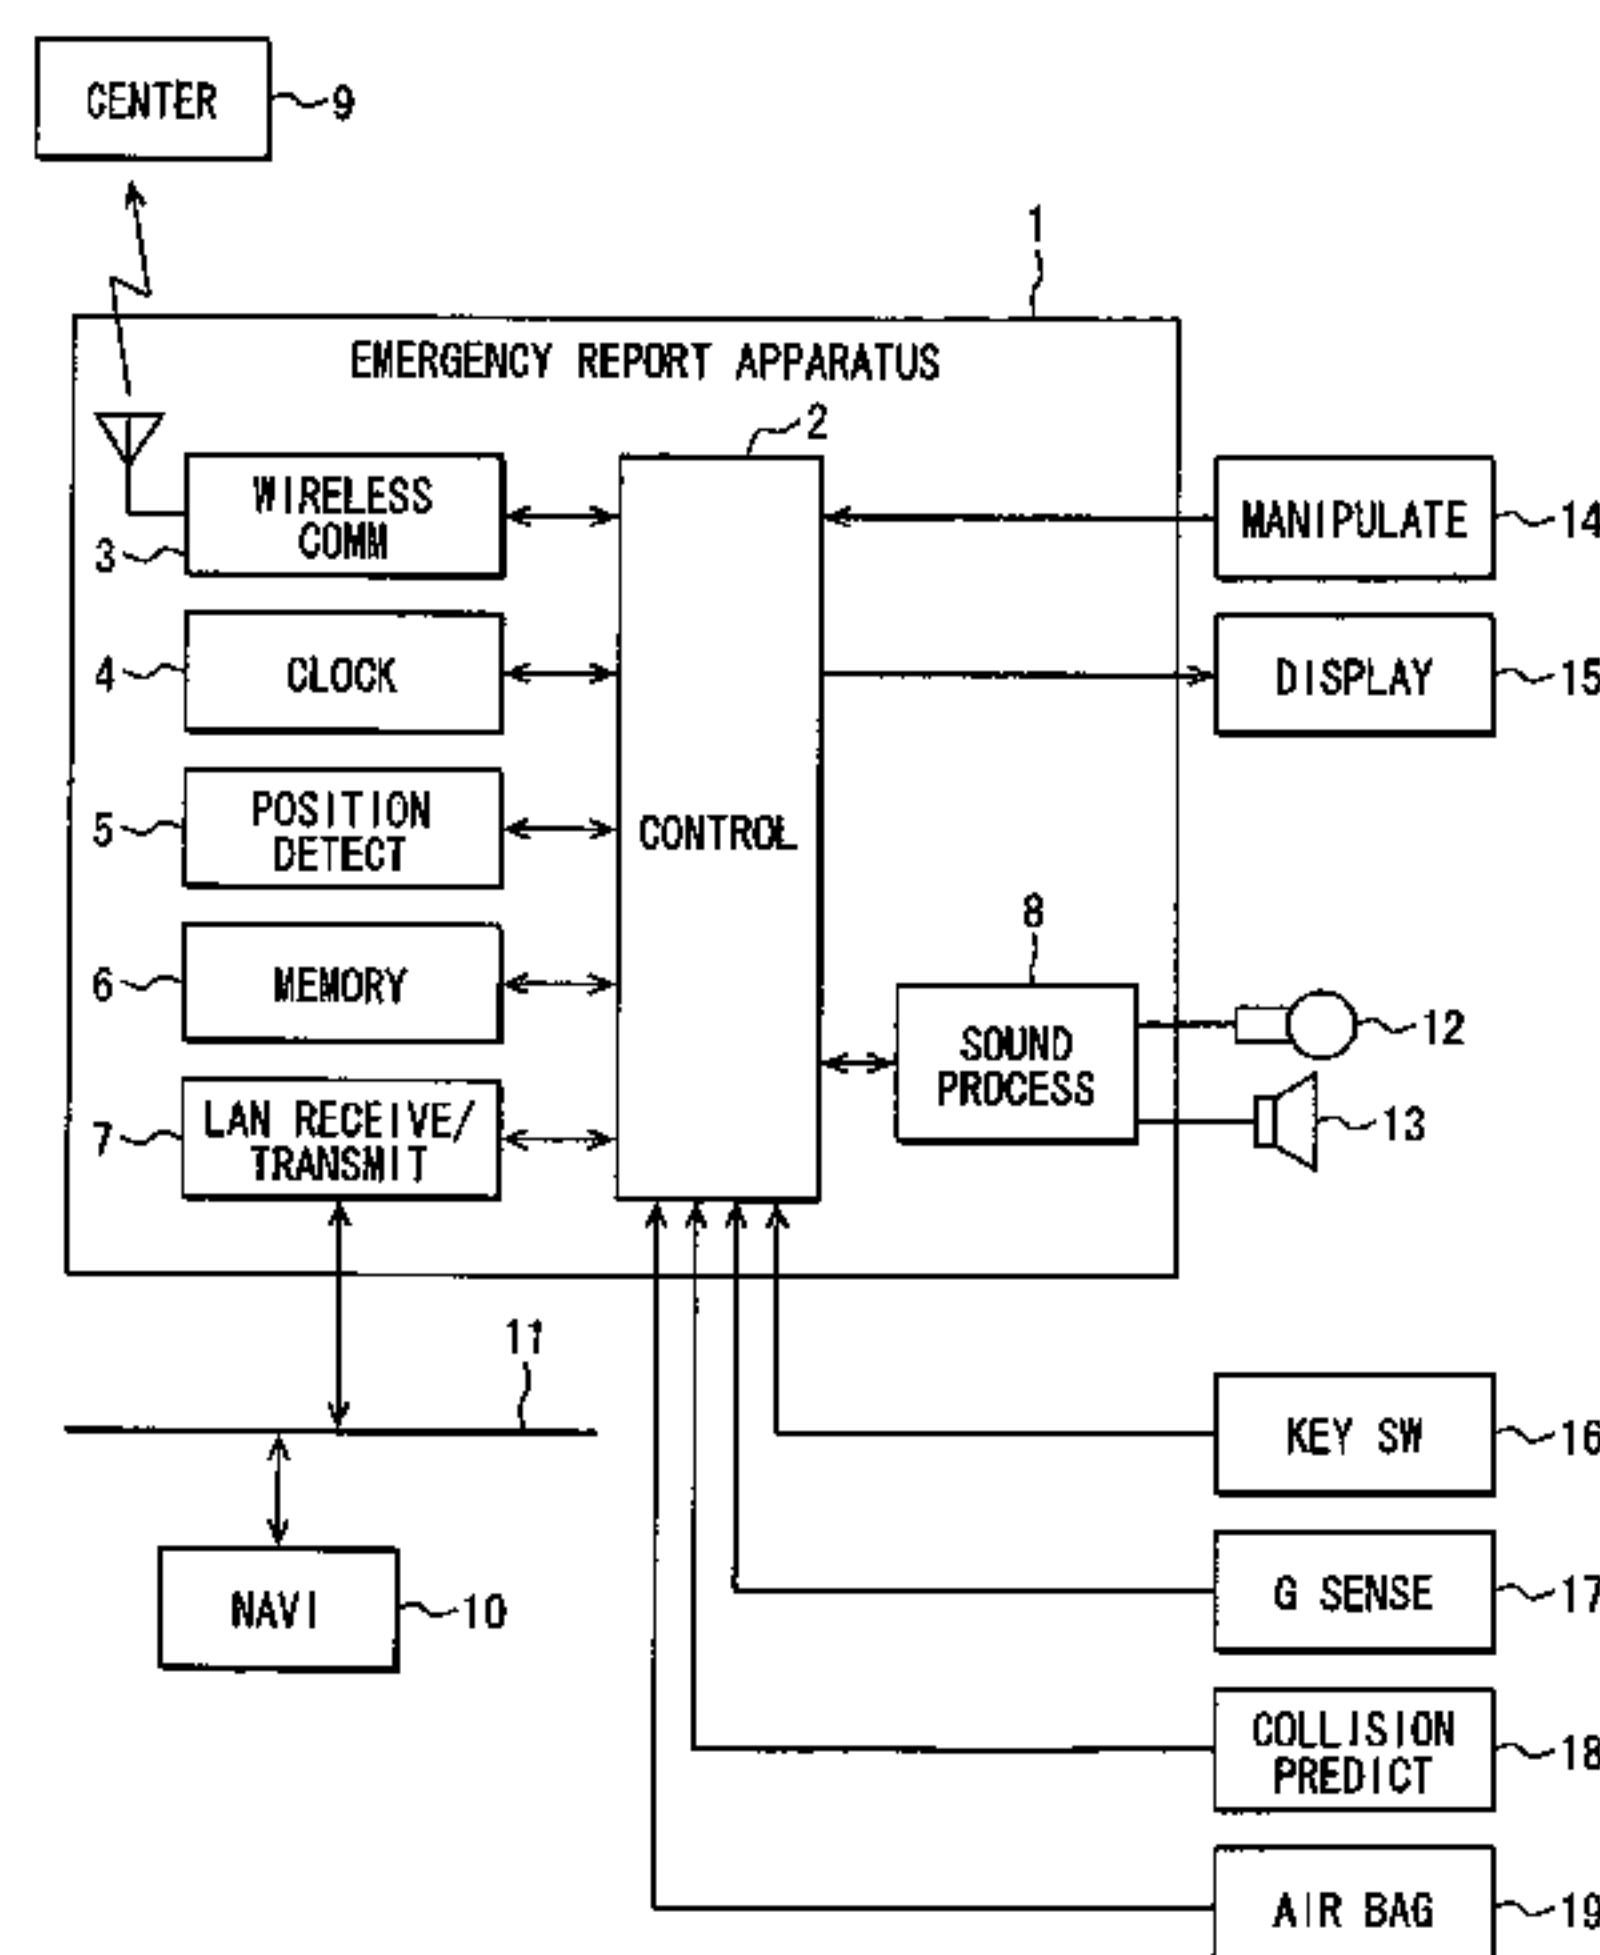 CENTER
9
1
EMERGENCY REPORT APPARATUS
2
WIRELESS
COMM
3
MANIPULATE
14
CLOCK
4
DISPLAY
15
POSITION
DETECT
5
CONTROL
8
MEMORY
6
SOUND
PROCESS
12
LAN RECEIVE/
TRANSMIT
7
13
11
KEY SW
16
NAVI
10
G SENSE
17
COLLISION
PREDICT
18
AIR BAG
19